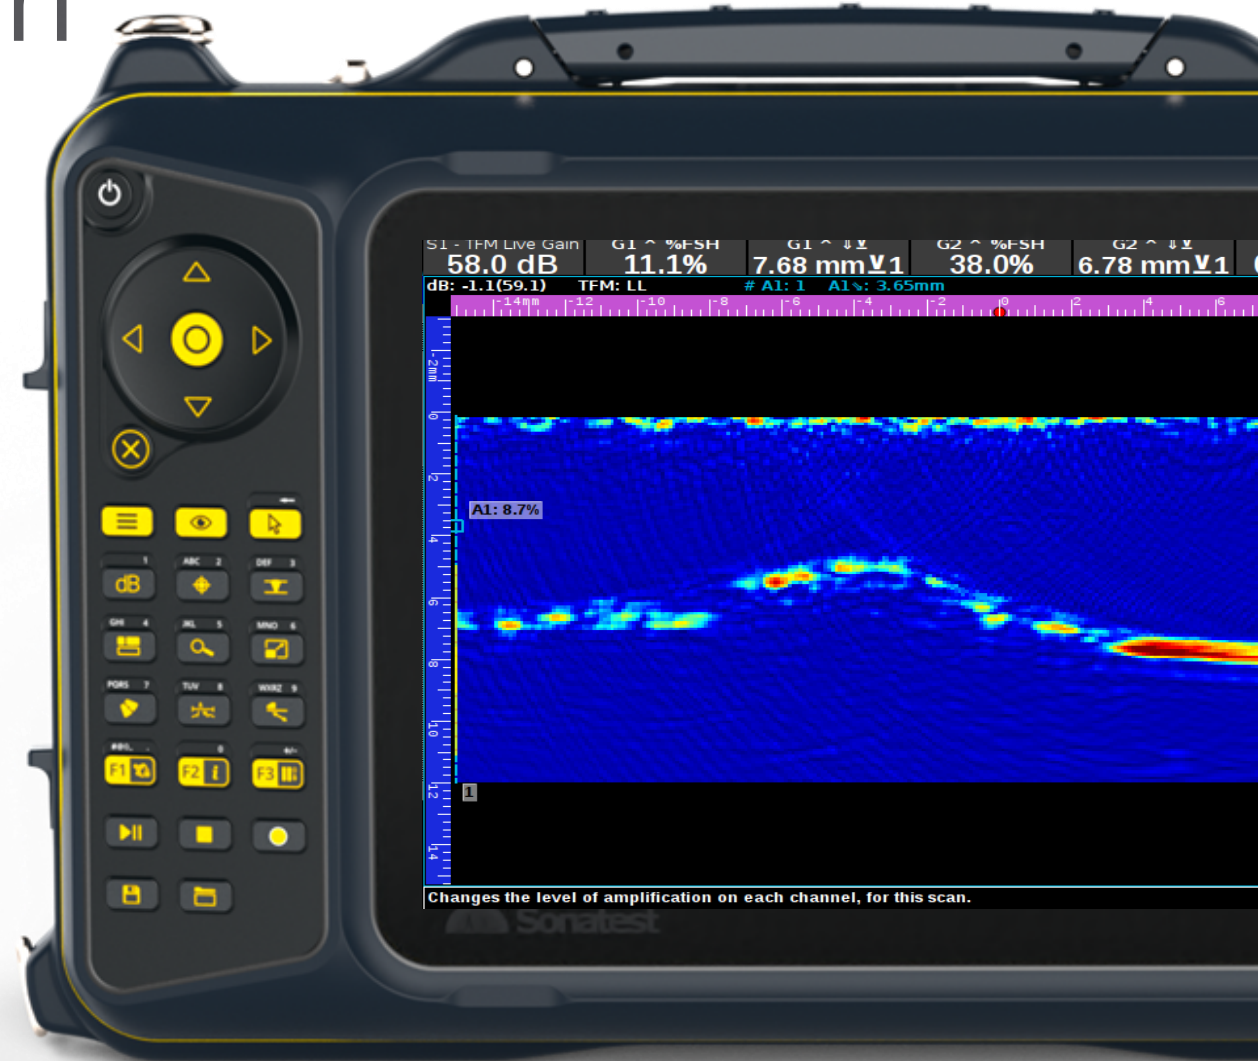 S1 - TFM Live Gain
58.0 dB
G1 ^ %FSH
11.1%
G1 ^ ⇓⊻
7.68 mm⊻1
G2 ^ %FSH
38.0%
G2 ^ ⇓⊻
6.78 mm⊻1
dB: -1.1(59.1) TFM: LL # A1: 1 A1⇘: 3.65mm
-14mm -12 -10 -8 -6 -4 -2 0 2 4 6
-2mm 0 2 4 6 8 10 12 14
A1: 8.7%
1
Changes the level of amplification on each channel, for this scan.
Sonatest
1
dB
ABC 2
DEF 3
GHI 4
JKL 5
MNO 6
PQRS 7
TUV 8
WXYZ 9
F1
0
F2 i
+/-
F3